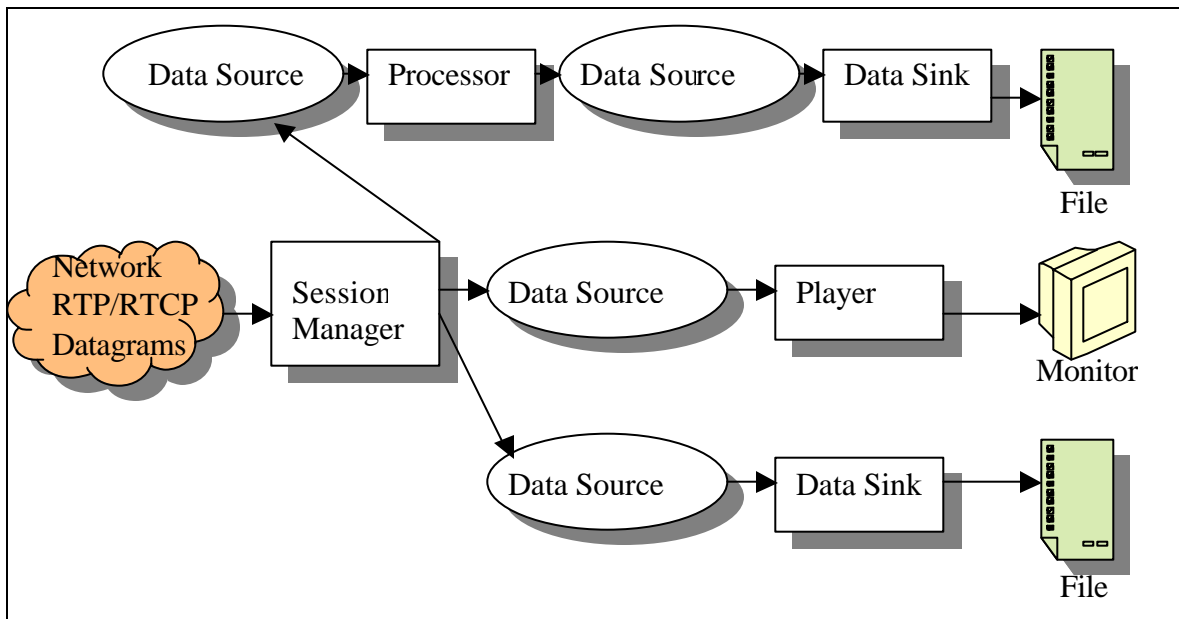 Data Source
Processor
Data Source
Data Sink
File
Network
RTP/RTCP
Datagrams
Session
Manager
Data Source
Player
Monitor
Data Source
Data Sink
File